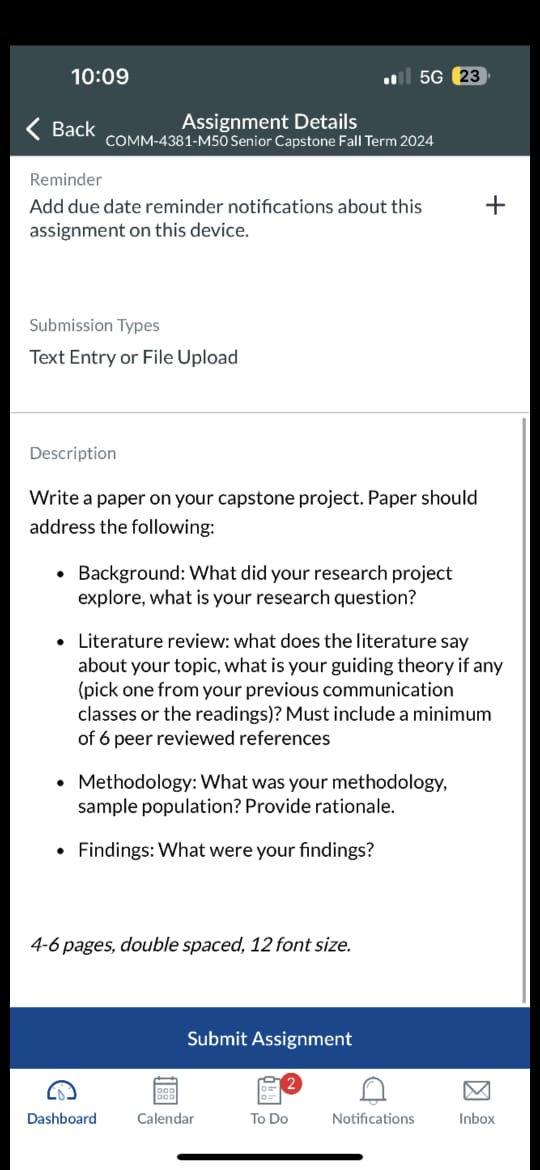 10:09
5G 23
Back
Assignment Details
COMM-4381-M50 Senior Capstone Fall Term 2024
Reminder
Add due date reminder notifications about this
assignment on this device.
+
Submission Types
Text Entry or File Upload
Description
Write a paper on your capstone project. Paper should
address the following:
• Background: What did your research project
explore, what is your research question?
• Literature review: what does the literature say
about your topic, what is your guiding theory if any
(pick one from your previous communication
classes or the readings)? Must include a minimum
of 6 peer reviewed references
• Methodology: What was your methodology,
sample population? Provide rationale.
• Findings: What were your findings?
4-6 pages, double spaced, 12 font size.
Submit Assignment
2
Dashboard Calendar To Do Notifications Inbox